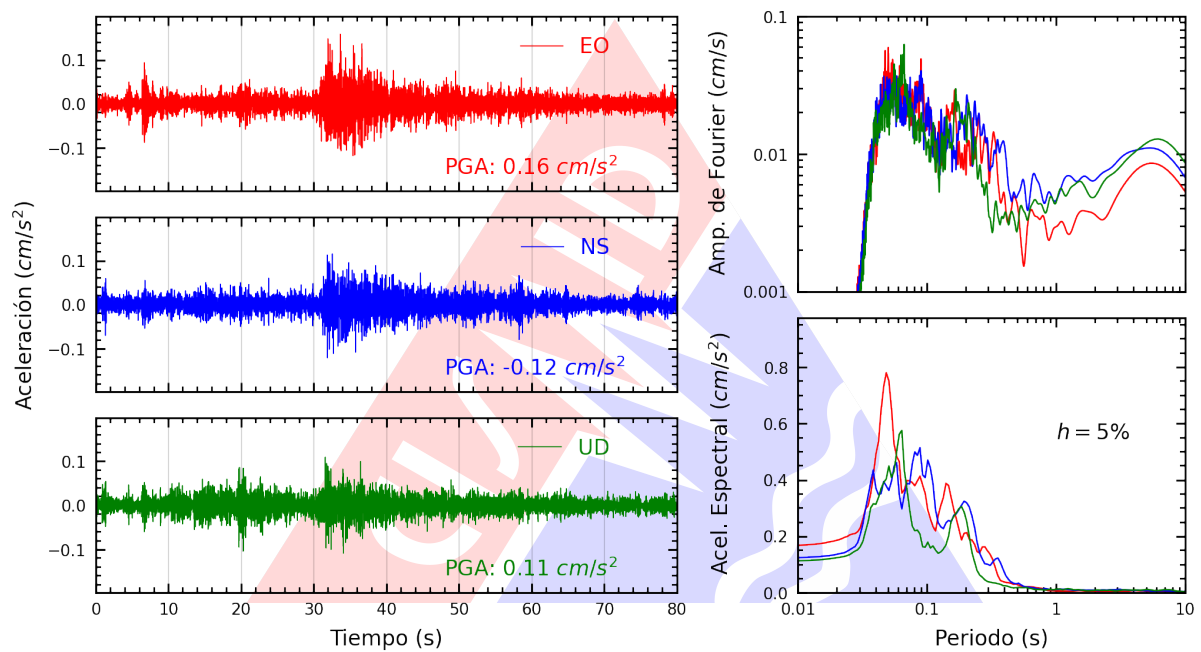 Aceleración (cm/s²)
0.1
0.0
−0.1
EO
PGA: 0.16 cm/s²
0.1
0.0
−0.1
NS
PGA: -0.12 cm/s²
0.1
0.0
−0.1
UD
PGA: 0.11 cm/s²
0 10 20 30 40 50 60 70 80
Tiempo (s)
Amp. de Fourier (cm/s)
0.1
0.01
0.001
Acel. Espectral (cm/s²)
0.8
0.6
0.4
0.2
0.0
h = 5%
0.01 0.1 1 10
Periodo (s)
CISMID